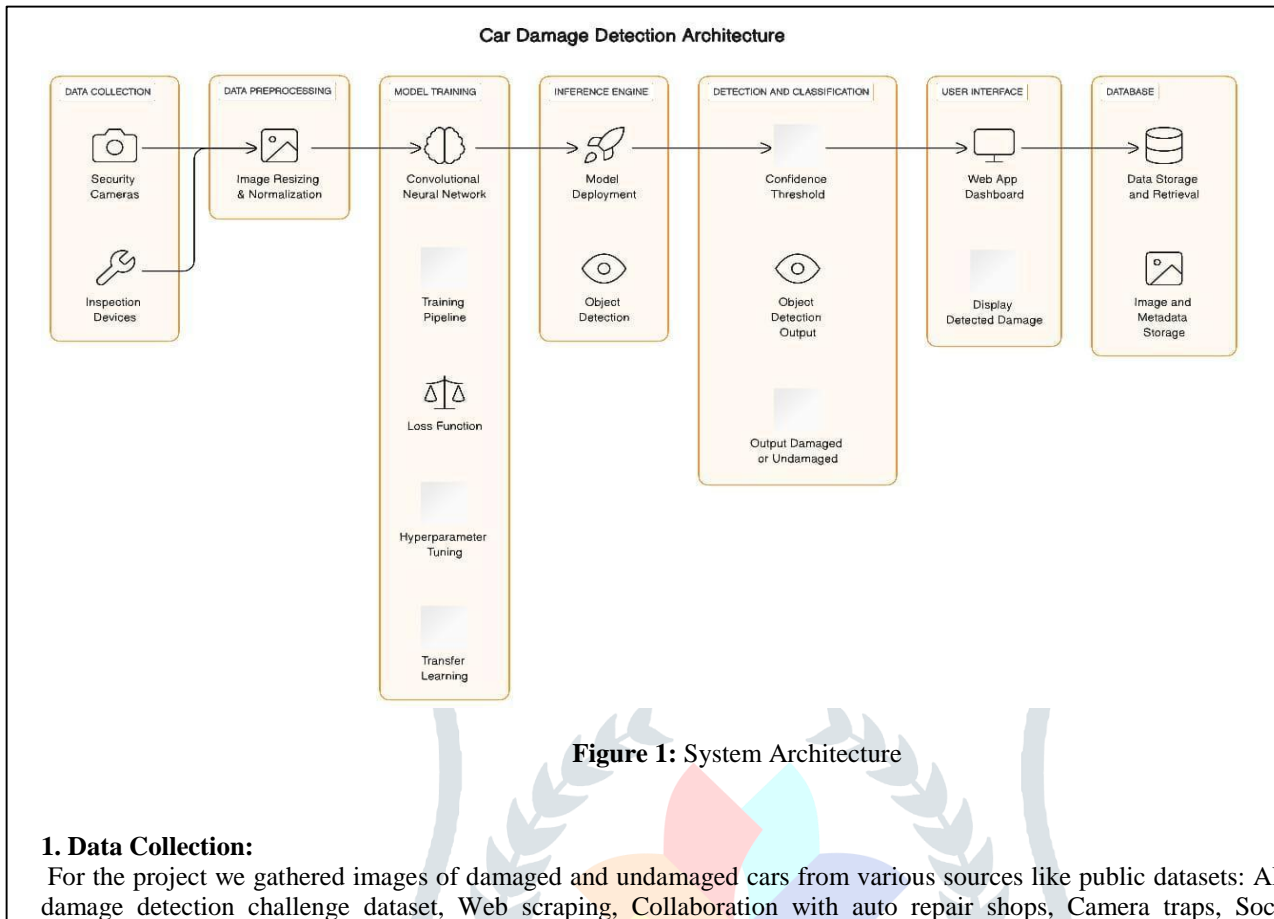 Car Damage Detection Architecture
DATA COLLECTION
Security
Cameras
Inspection
Devices
DATA PREPROCESSING
Image Resizing
& Normalization
MODEL TRAINING
Convolutional
Neural Network
Training
Pipeline
Loss Function
Hyperparameter
Tuning
Transfer
Learning
INFERENCE ENGINE
Model
Deployment
Object
Detection
DETECTION AND CLASSIFICATION
Confidence
Threshold
Object
Detection
Output
Output Damaged
or Undamaged
USER INTERFACE
Web App
Dashboard
Display
Detected Damage
DATABASE
Data Storage
and Retrieval
Image and
Metadata
Storage
Figure 1: System Architecture
1. Data Collection:
For the project we gathered images of damaged and undamaged cars from various sources like public datasets:
damage detection challenge dataset, Web scraping, Collaboration with auto repair shops, Camera traps,